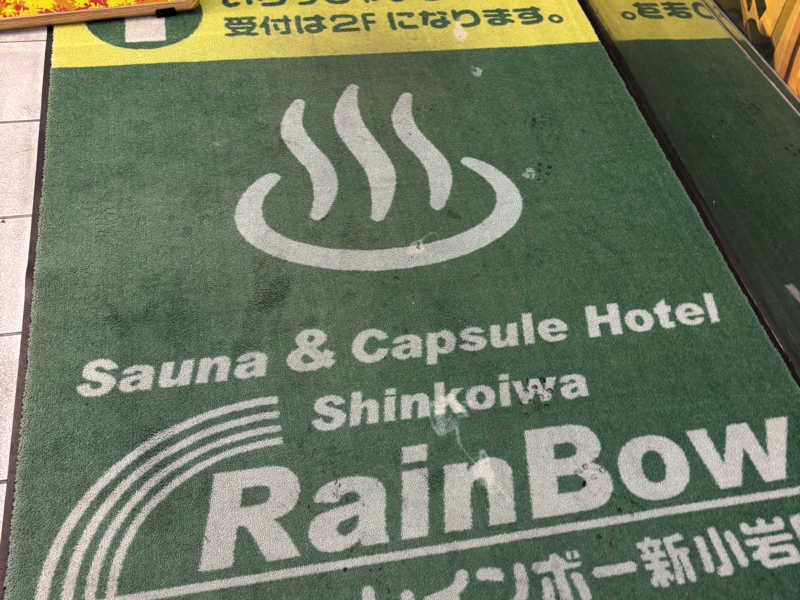 受付は2Fになります。
Sauna & Capsule Hotel
Shinkoiwa
RainBow
レインボー新小岩